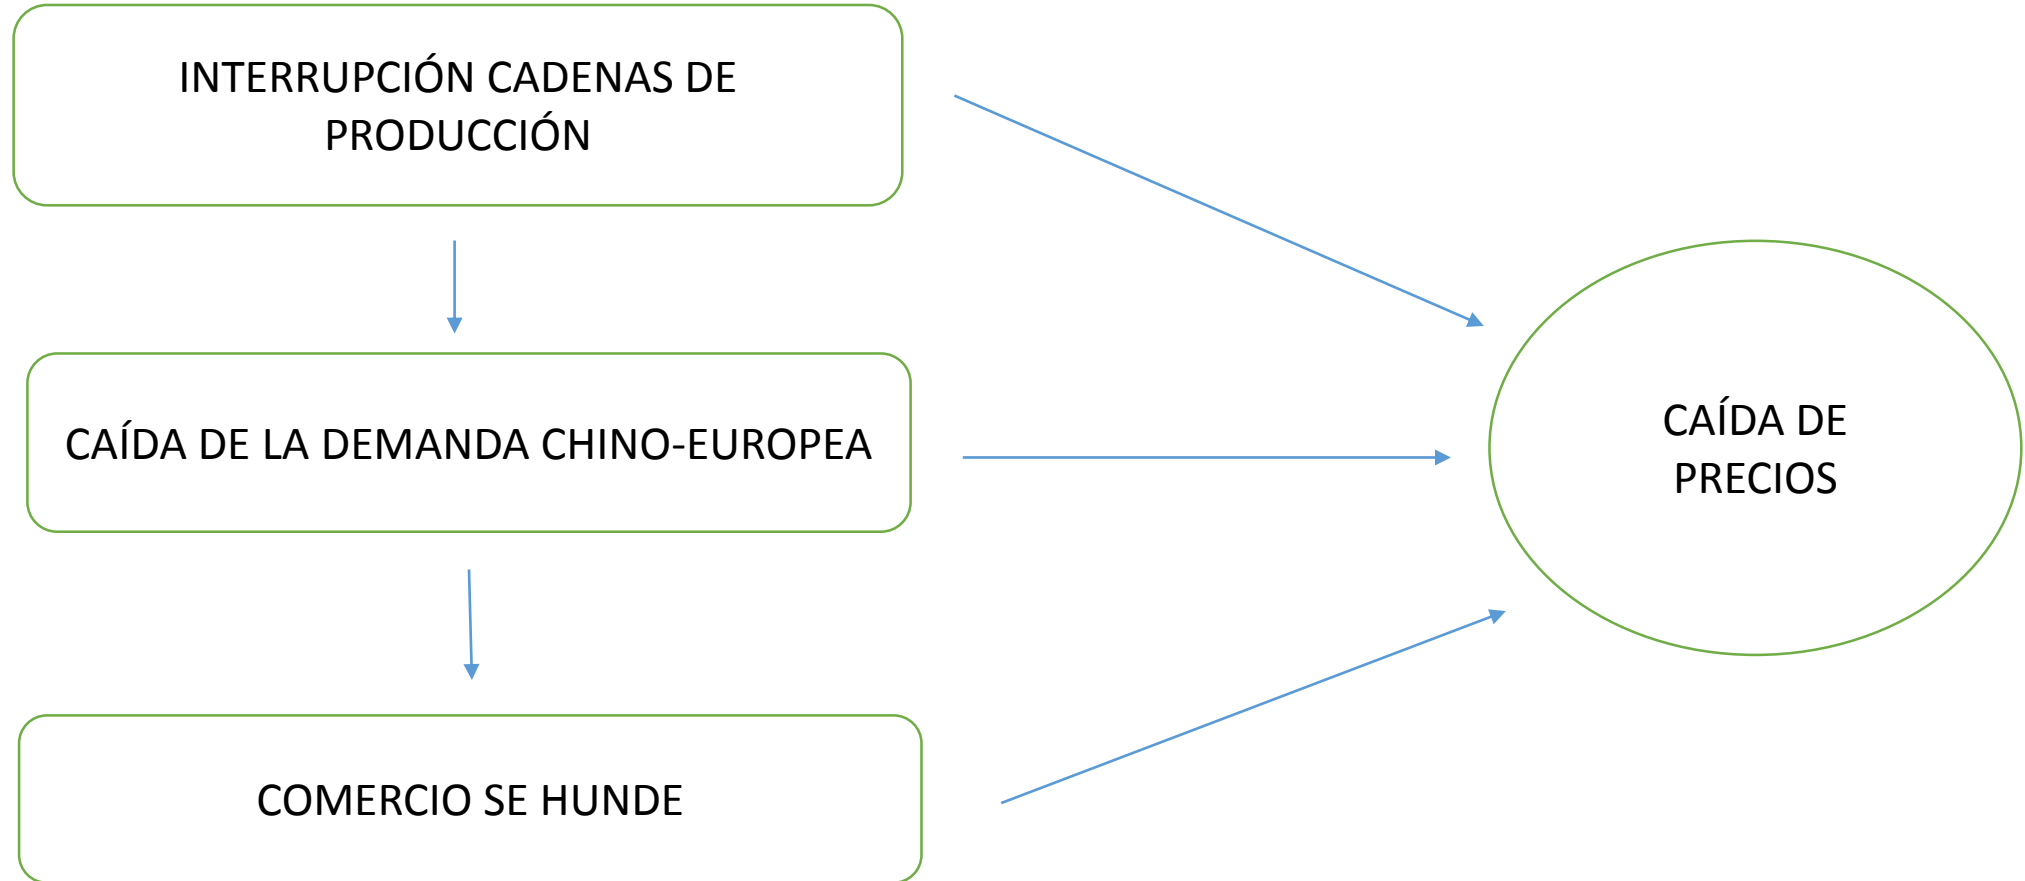 INTERRUPCIÓN CADENAS DE
PRODUCCIÓN
CAÍDA DE LA DEMANDA CHINO-EUROPEA
COMERCIO SE HUNDE
CAÍDA DE
PRECIOS